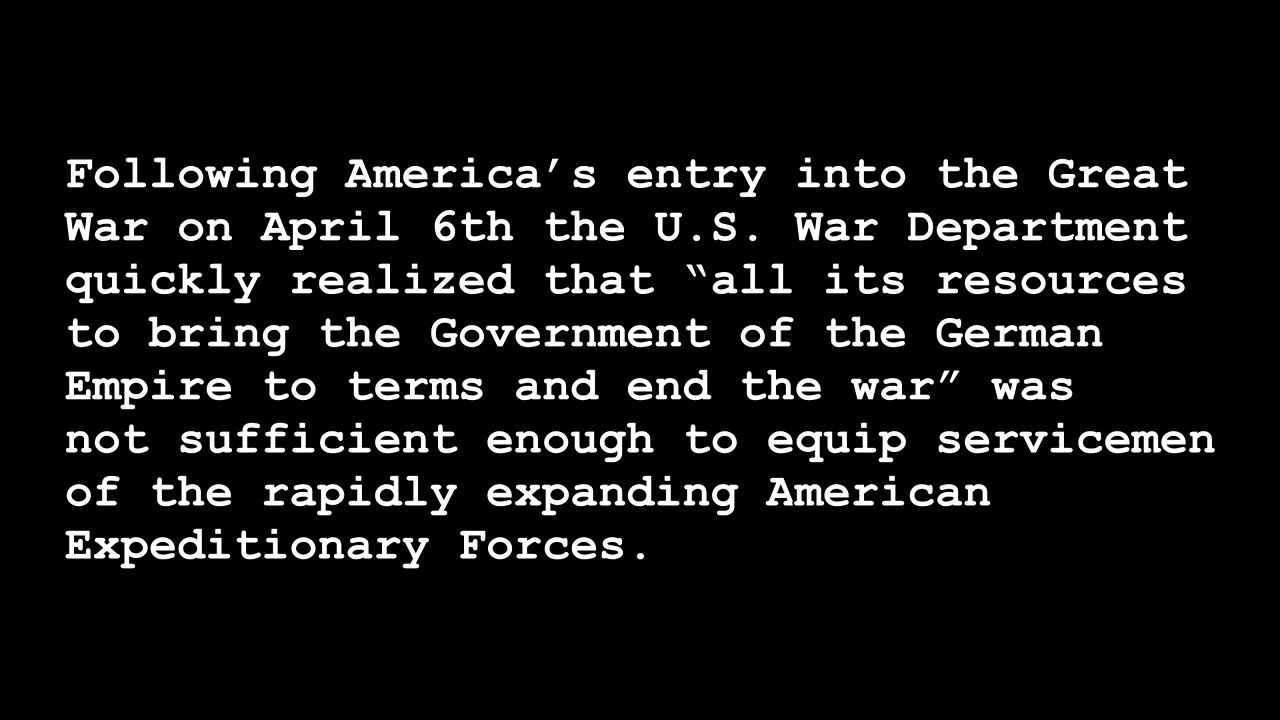 Following America’s entry into the Great
War on April 6th the U.S. War Department
quickly realized that “all its resources
to bring the Government of the German
Empire to terms and end the war” was
not sufficient enough to equip servicemen
of the rapidly expanding American
Expeditionary Forces.